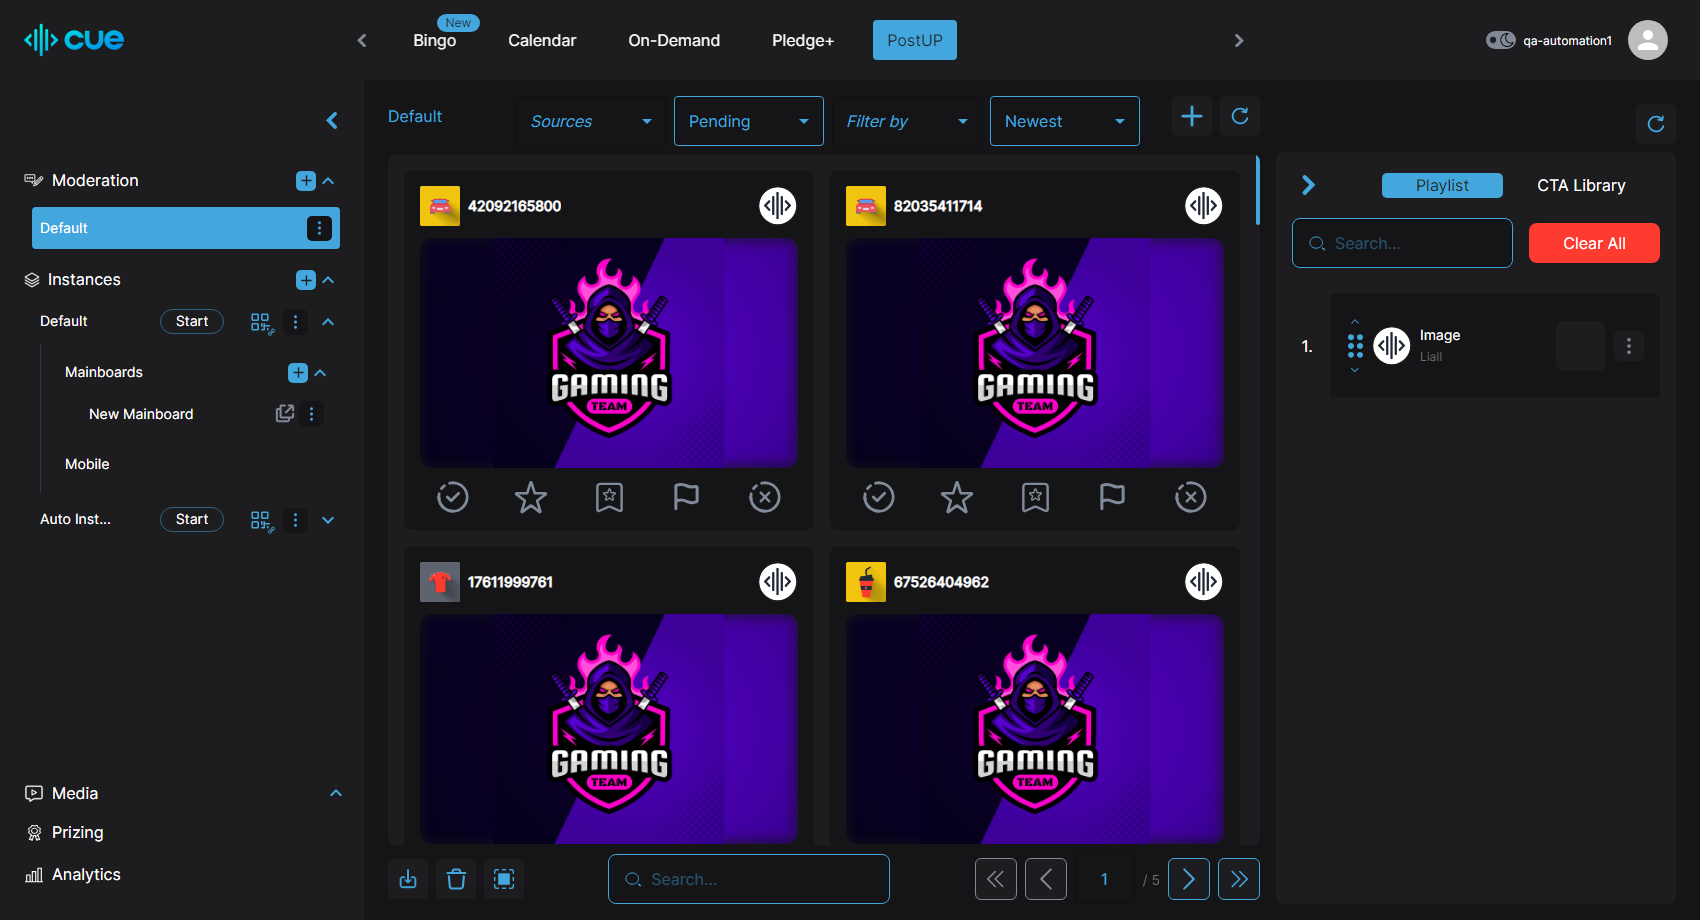 cue
New
Bingo
Calendar
On-Demand
Pledge+
PostUP
qa-automation1
Moderation
Default
Instances
Default
Start
Mainboards
New Mainboard
Mobile
Auto Inst...
Start
Media
Prizing
Analytics
Default
Sources
Pending
Filter by
Newest
42092165800
GAMING
TEAM
82035411714
GAMING
TEAM
17611999761
GAMING
TEAM
67526404962
GAMING
TEAM
Search...
1
/ 5
Playlist
CTA Library
Search...
Clear All
1.
Image
Liall